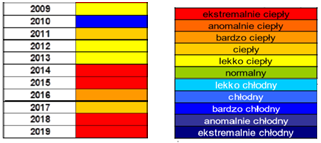 2009
2010
2011
2012
2013
2014
2015
2016
2017
2018
2019
ekstremalnie ciepły
anomalnie ciepły
bardzo ciepły
ciepły
lekko ciepły
normalny
lekko chłodny
chłodny
bardzo chłodny
anomalnie chłodny
ekstremalnie chłodny